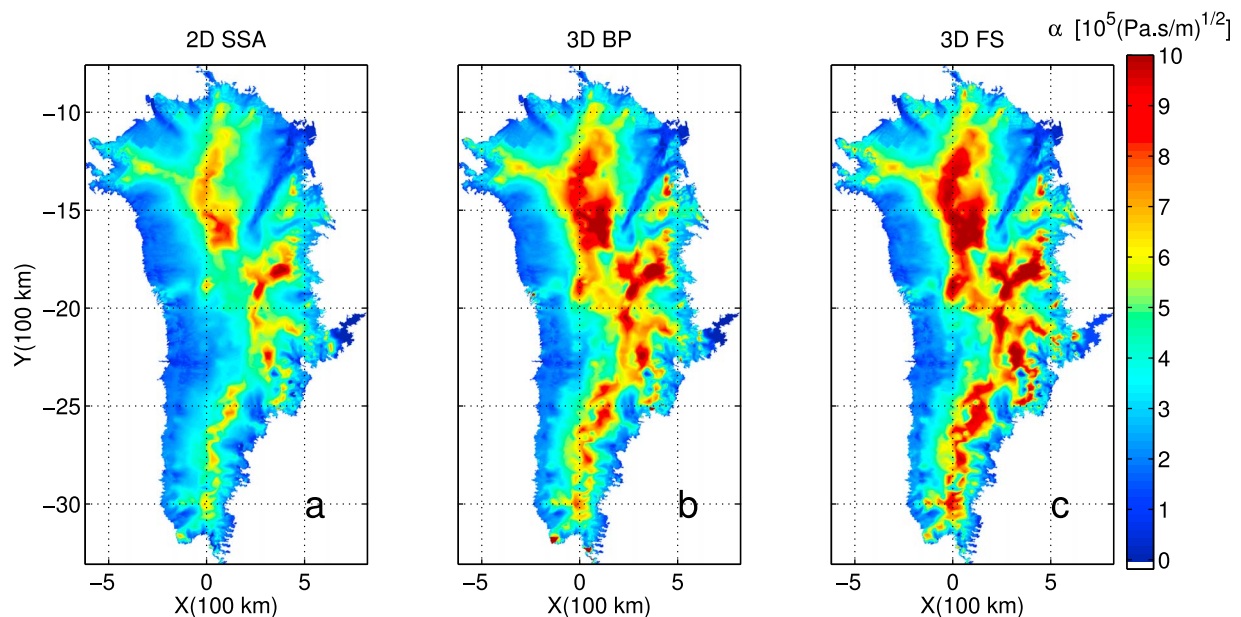 2D SSA
3D BP
3D FS
α [10^5(Pa.s/m)^1/2]
Y(100 km)
−10
−15
−20
−25
−30
−5 0 5
X(100 km)
a
−5 0 5
X(100 km)
b
−5 0 5
X(100 km)
c
10
9
8
7
6
5
4
3
2
1
0